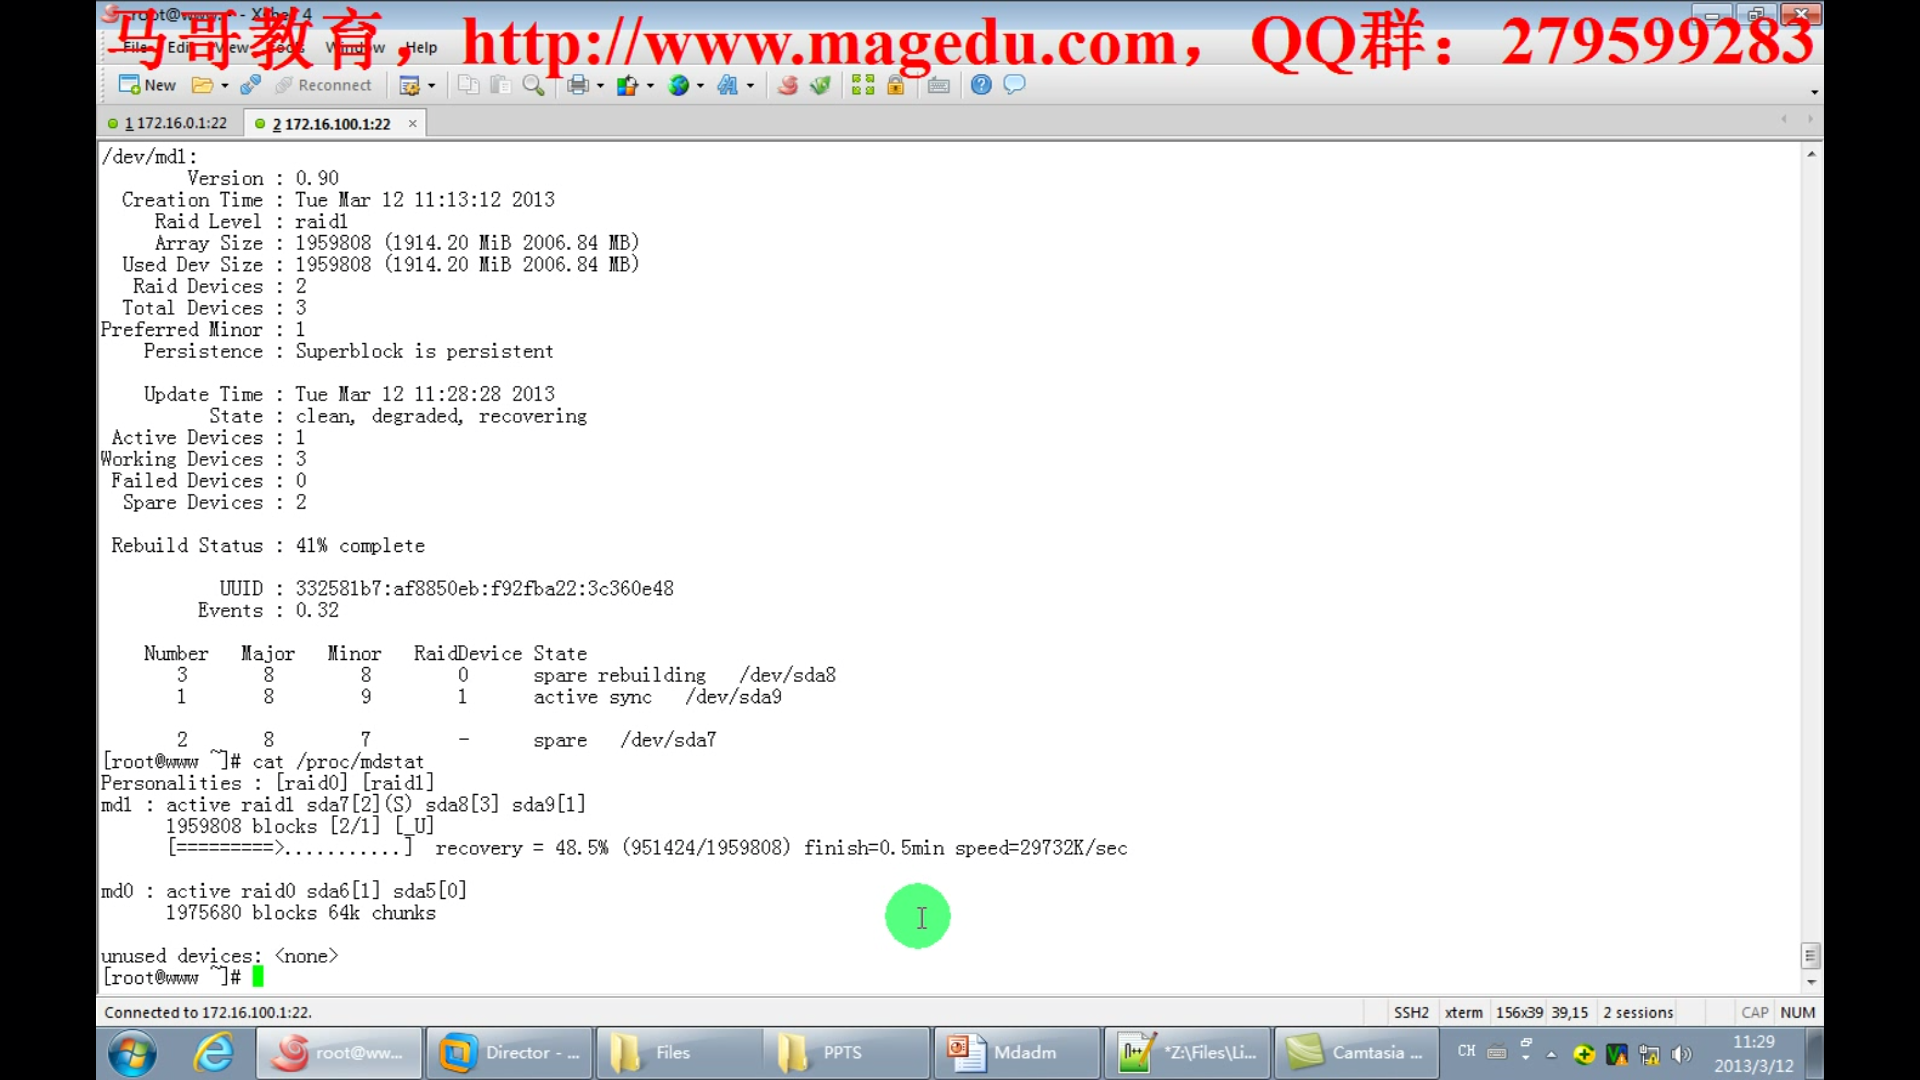 root@www:~ - Xshell 4
马哥教育，http://www.magedu.com，QQ群：279599283
File Edit View Tools Window Help
New Reconnect
1 172.16.0.1:22 2 172.16.100.1:22
/dev/md1:
Version : 0.90
Creation Time : Tue Mar 12 11:13:12 2013
Raid Level : raid1
Array Size : 1959808 (1914.20 MiB 2006.84 MB)
Used Dev Size : 1959808 (1914.20 MiB 2006.84 MB)
Raid Devices : 2
Total Devices : 3
Preferred Minor : 1
Persistence : Superblock is persistent
Update Time : Tue Mar 12 11:28:28 2013
State : clean, degraded, recovering
Active Devices : 1
Working Devices : 3
Failed Devices : 0
Spare Devices : 2
Rebuild Status : 41% complete
UUID : 332581b7:af8850eb:f92fba22:3c360e48
Events : 0.32
Number Major Minor RaidDevice State
3 8 8 0 spare rebuilding /dev/sda8
1 8 9 1 active sync /dev/sda9
2 8 7 - spare /dev/sda7
[root@www ~]# cat /proc/mdstat
Personalities : [raid0] [raid1]
md1 : active raid1 sda7[2](S) sda8[3] sda9[1]
1959808 blocks [2/1] [_U]
[=========>...........] recovery = 48.5% (951424/1959808) finish=0.5min speed=29732K/sec
md0 : active raid0 sda6[1] sda5[0]
1975680 blocks 64k chunks
unused devices: <none>
[root@www ~]#
Connected to 172.16.100.1:22. SSH2 xterm 156x39 39,15 2 sessions CAP NUM
root@ww... Director - ... Files PPTS Mdadm *Z:\Files\Li... Camtasia ... CH 11:29
2013/3/12